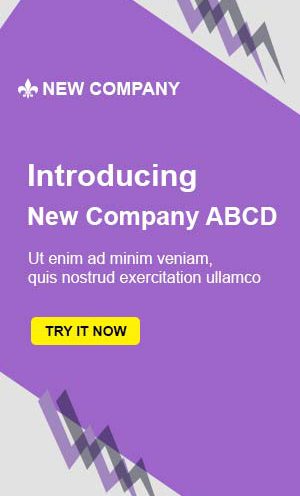 NEW COMPANY
Introducing
New Company ABCD
Ut enim ad minim veniam,
quis nostrud exercitation ullamco
TRY IT NOW